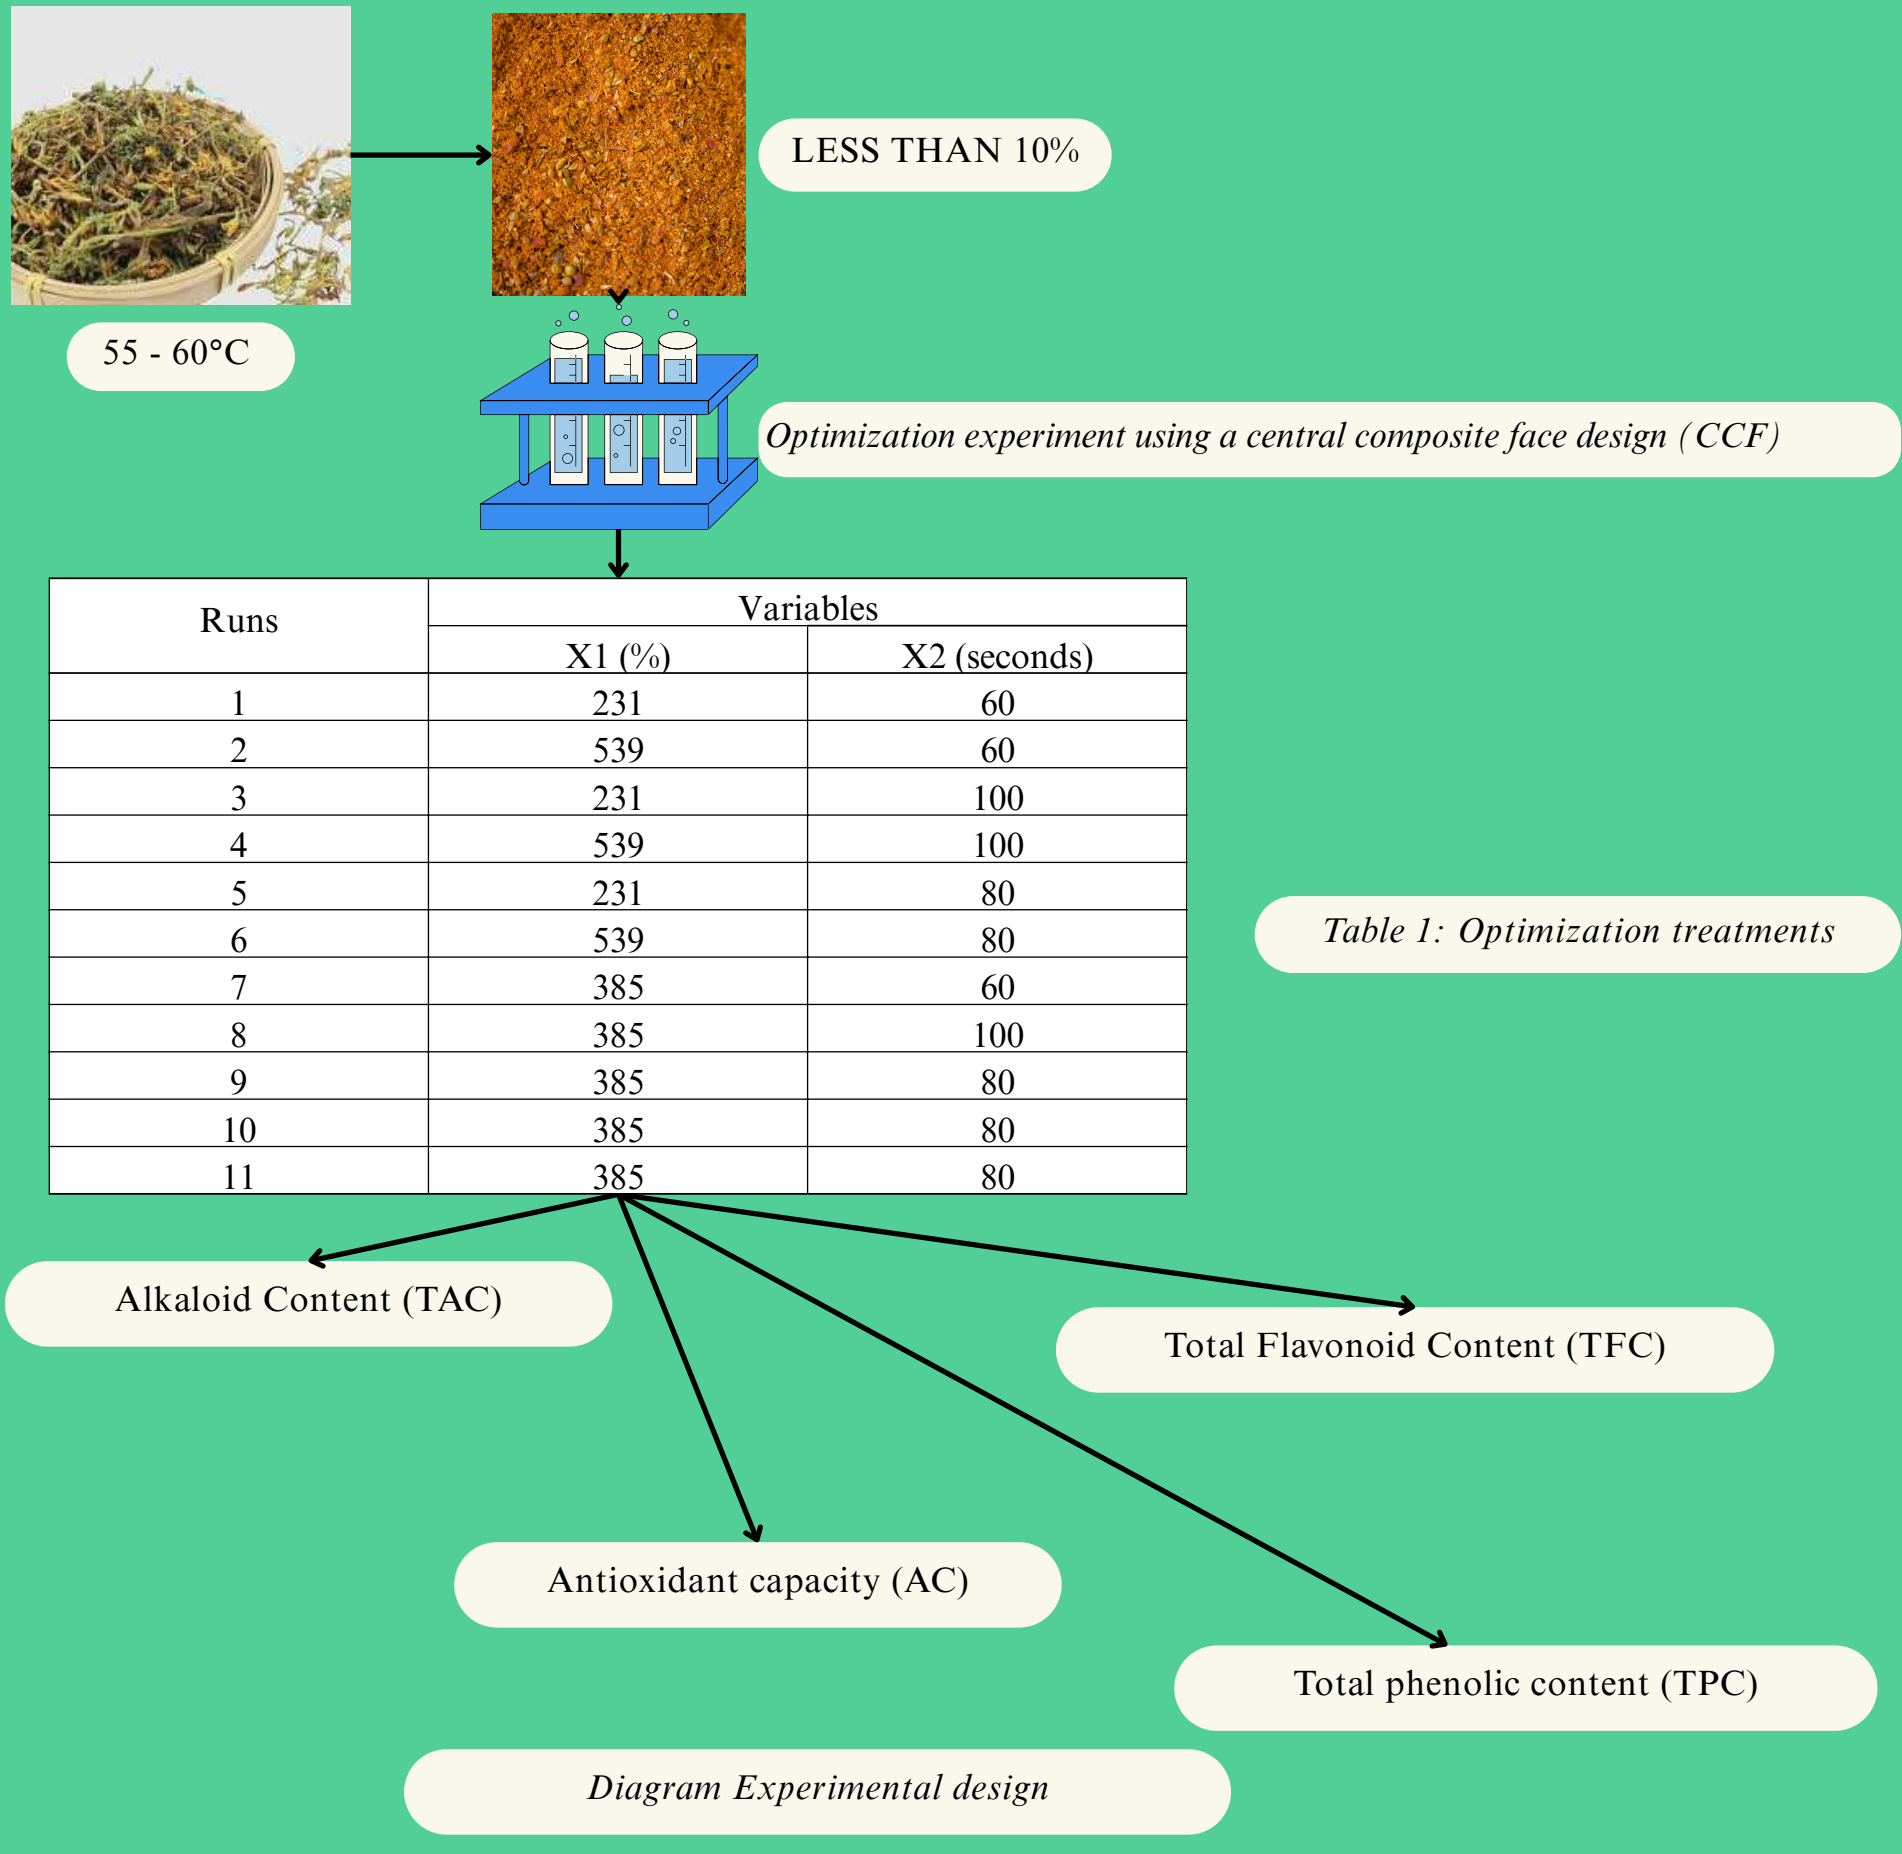 LESS THAN 10%
55 - 60°C
Optimization experiment using a central composite face design (CCF)
Runs
Variables
X1 (%)
X2 (seconds)
1 231 60
2 539 60
3 231 100
4 539 100
5 231 80
6 539 80
7 385 60
8 385 100
9 385 80
10 385 80
11 385 80
Table 1: Optimization treatments
Alkaloid Content (TAC)
Total Flavonoid Content (TFC)
Antioxidant capacity (AC)
Total phenolic content (TPC)
Diagram Experimental design